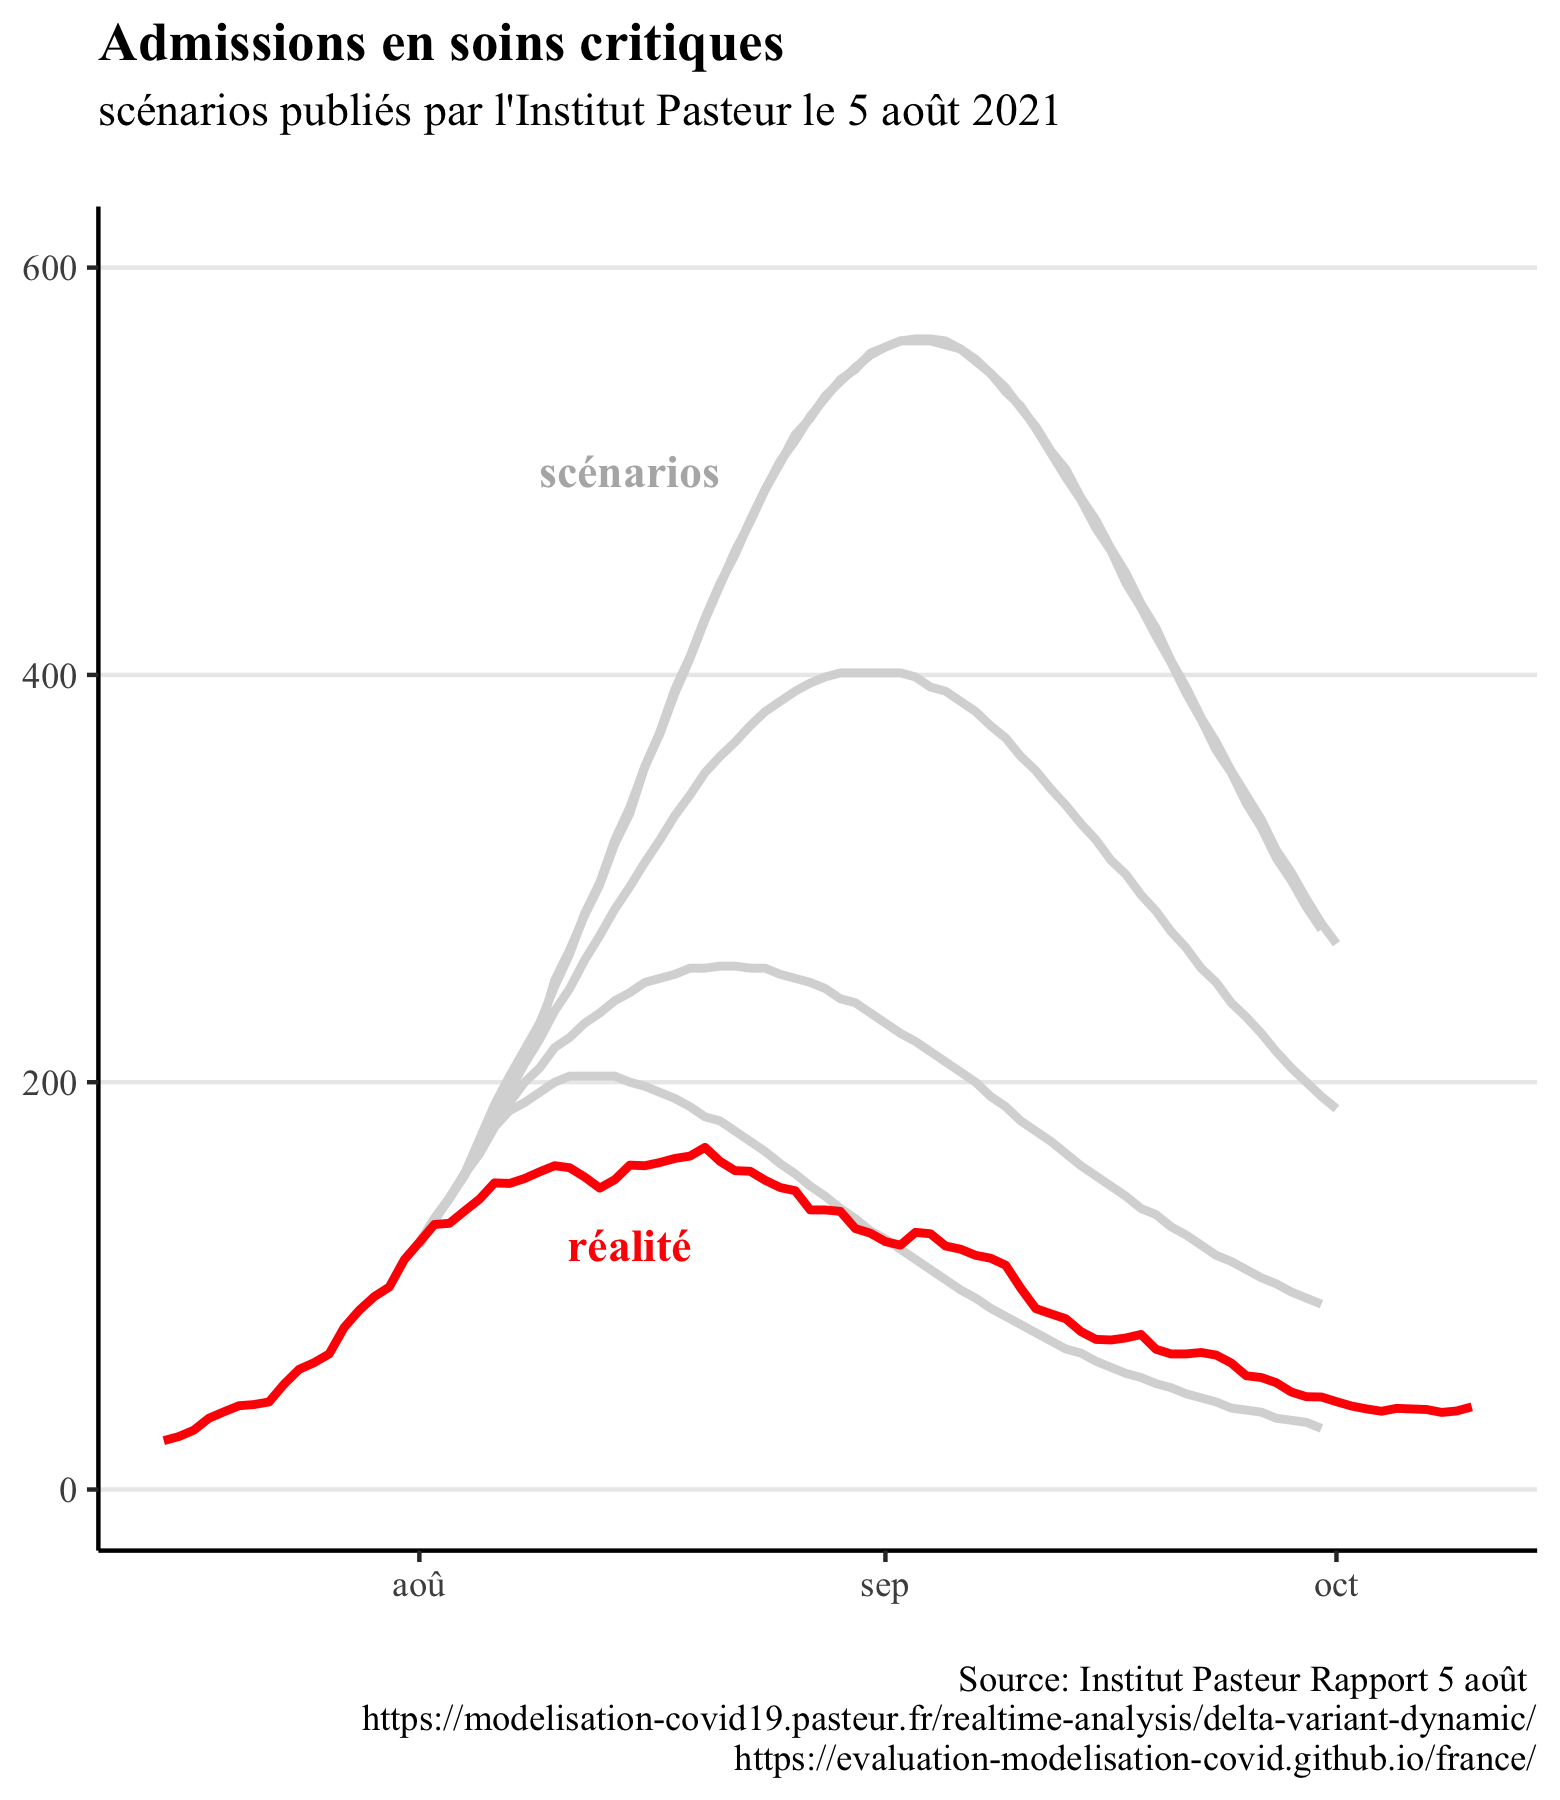 Admissions en soins critiques
scénarios publiés par l'Institut Pasteur le 5 août 2021
600
scénarios
400
200
réalité
0
aoû sep oct
Source: Institut Pasteur Rapport 5 août
https://modelisation-covid19.pasteur.fr/realtime-analysis/delta-variant-dynamic/
https://evaluation-modelisation-covid.github.io/france/